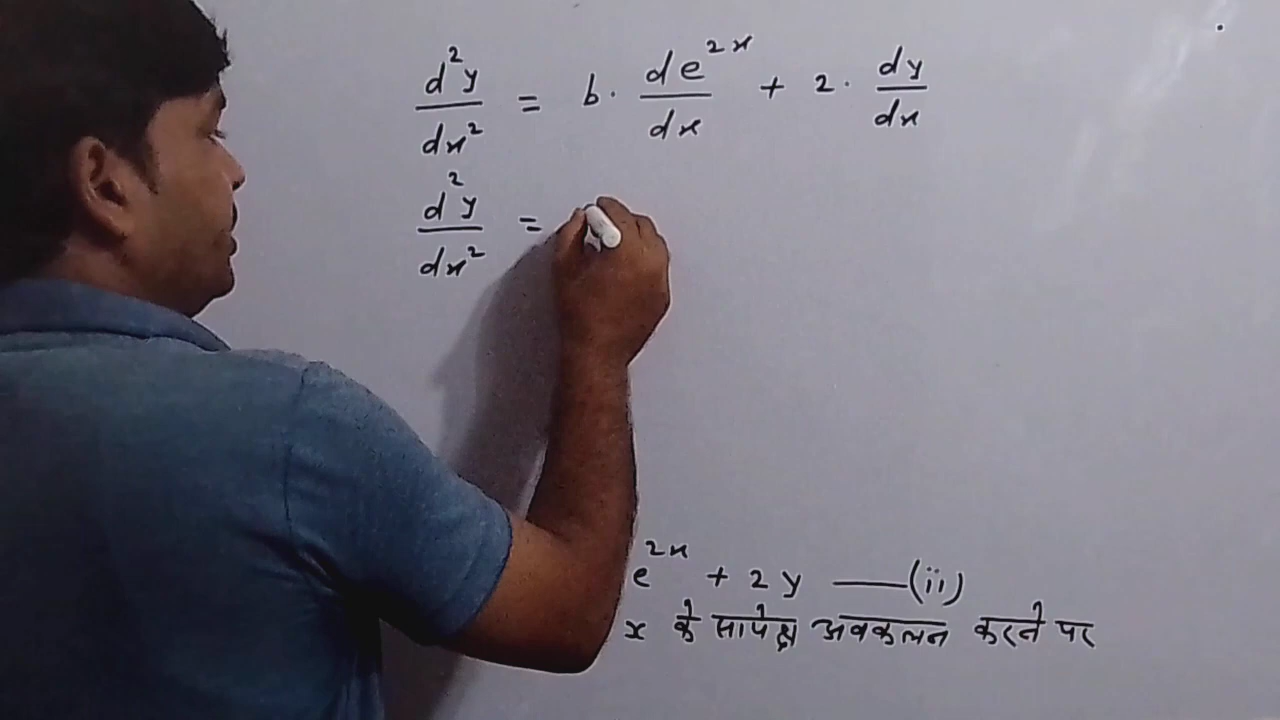 d²y/dx² = b. de^2x/dx + 2. dy/dx
d²y/dx² =
e^2x + 2y ——(ii)
x के सापेक्ष अवकलन करने पर